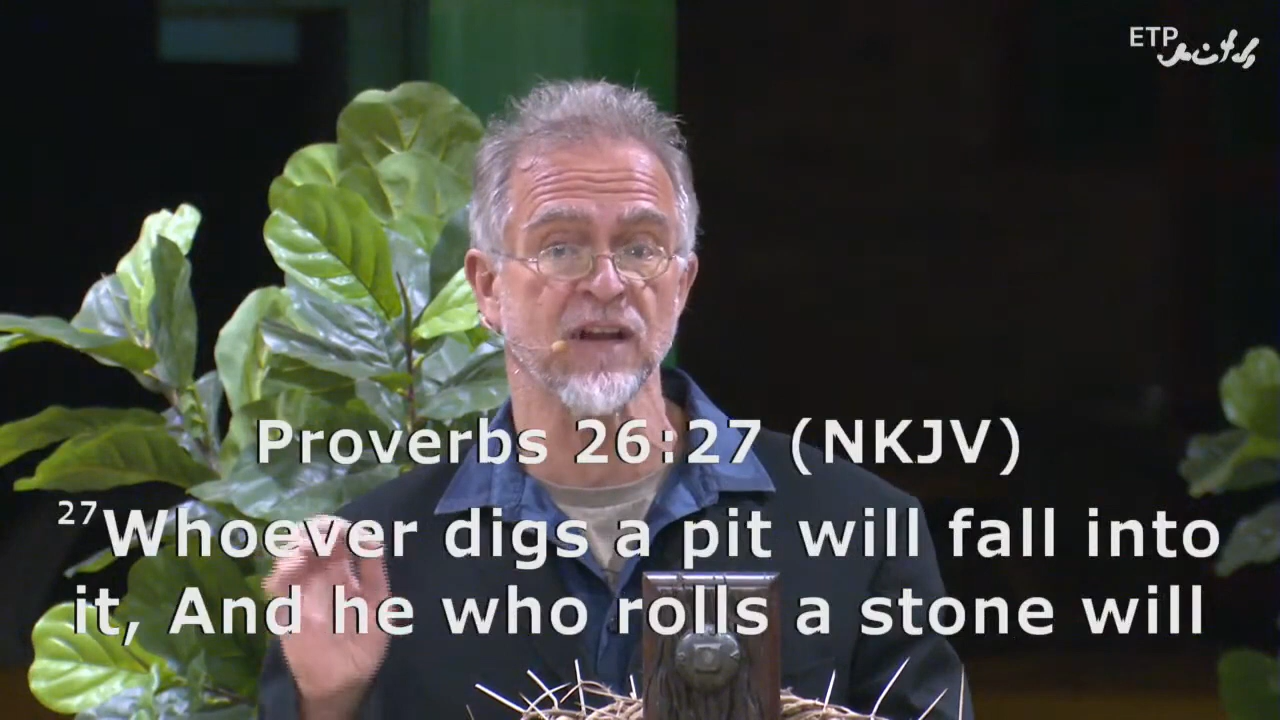 ETP
Proverbs 26:27 (NKJV)
27Whoever digs a pit will fall into
it, And he who rolls a stone will